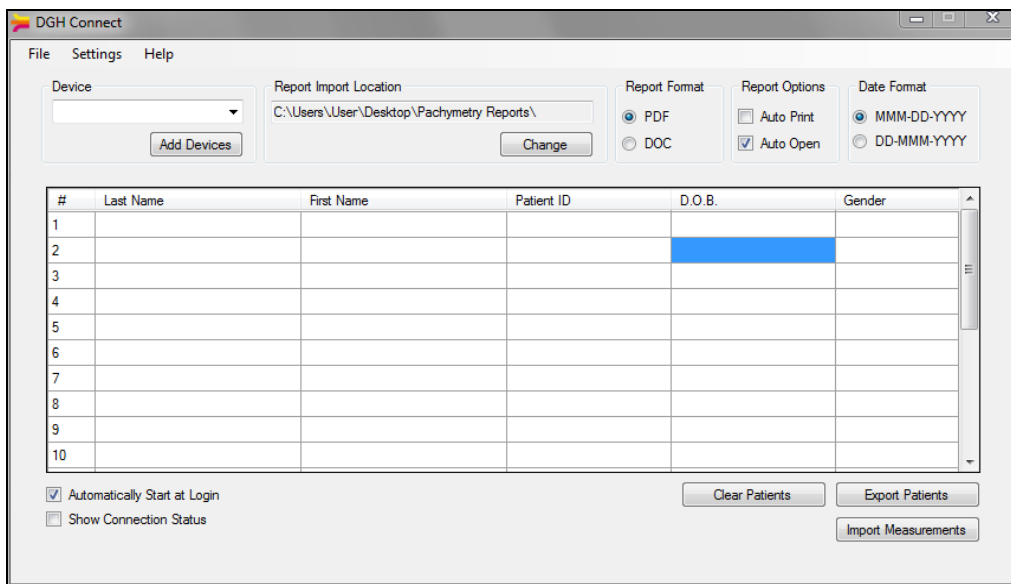 DGH Connect
File Settings Help
Device
Add Devices
Report Import Location
C:\Users\User\Desktop\Pachymetry Reports\
Change
Report Format
PDF
DOC
Report Options
Auto Print
Auto Open
Date Format
MMM-DD-YYYY
DD-MMM-YYYY
# Last Name First Name Patient ID D.O.B. Gender
1
2
3
4
5
6
7
8
9
10
Automatically Start at Login
Show Connection Status
Clear Patients
Export Patients
Import Measurements